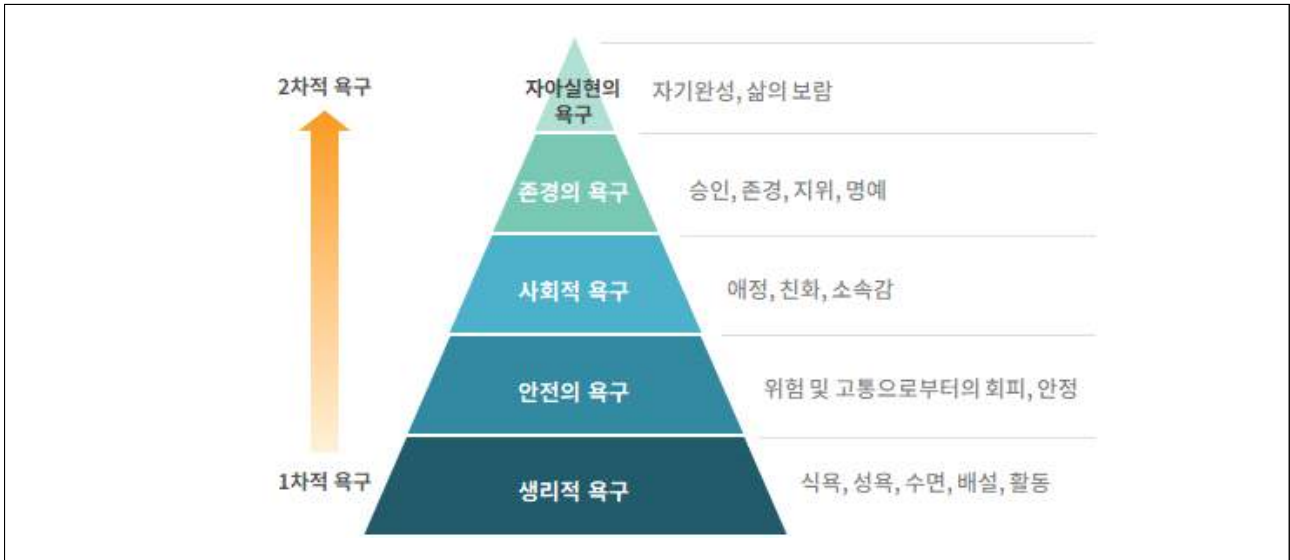 2차적 욕구
자아실현의
욕구
자기완성, 삶의 보람
존경의 욕구
승인, 존경, 지위, 명예
사회적 욕구
애정, 친화, 소속감
안전의 욕구
위험 및 고통으로부터의 회피, 안정
1차적 욕구
생리적 욕구
식욕, 성욕, 수면, 배설, 활동